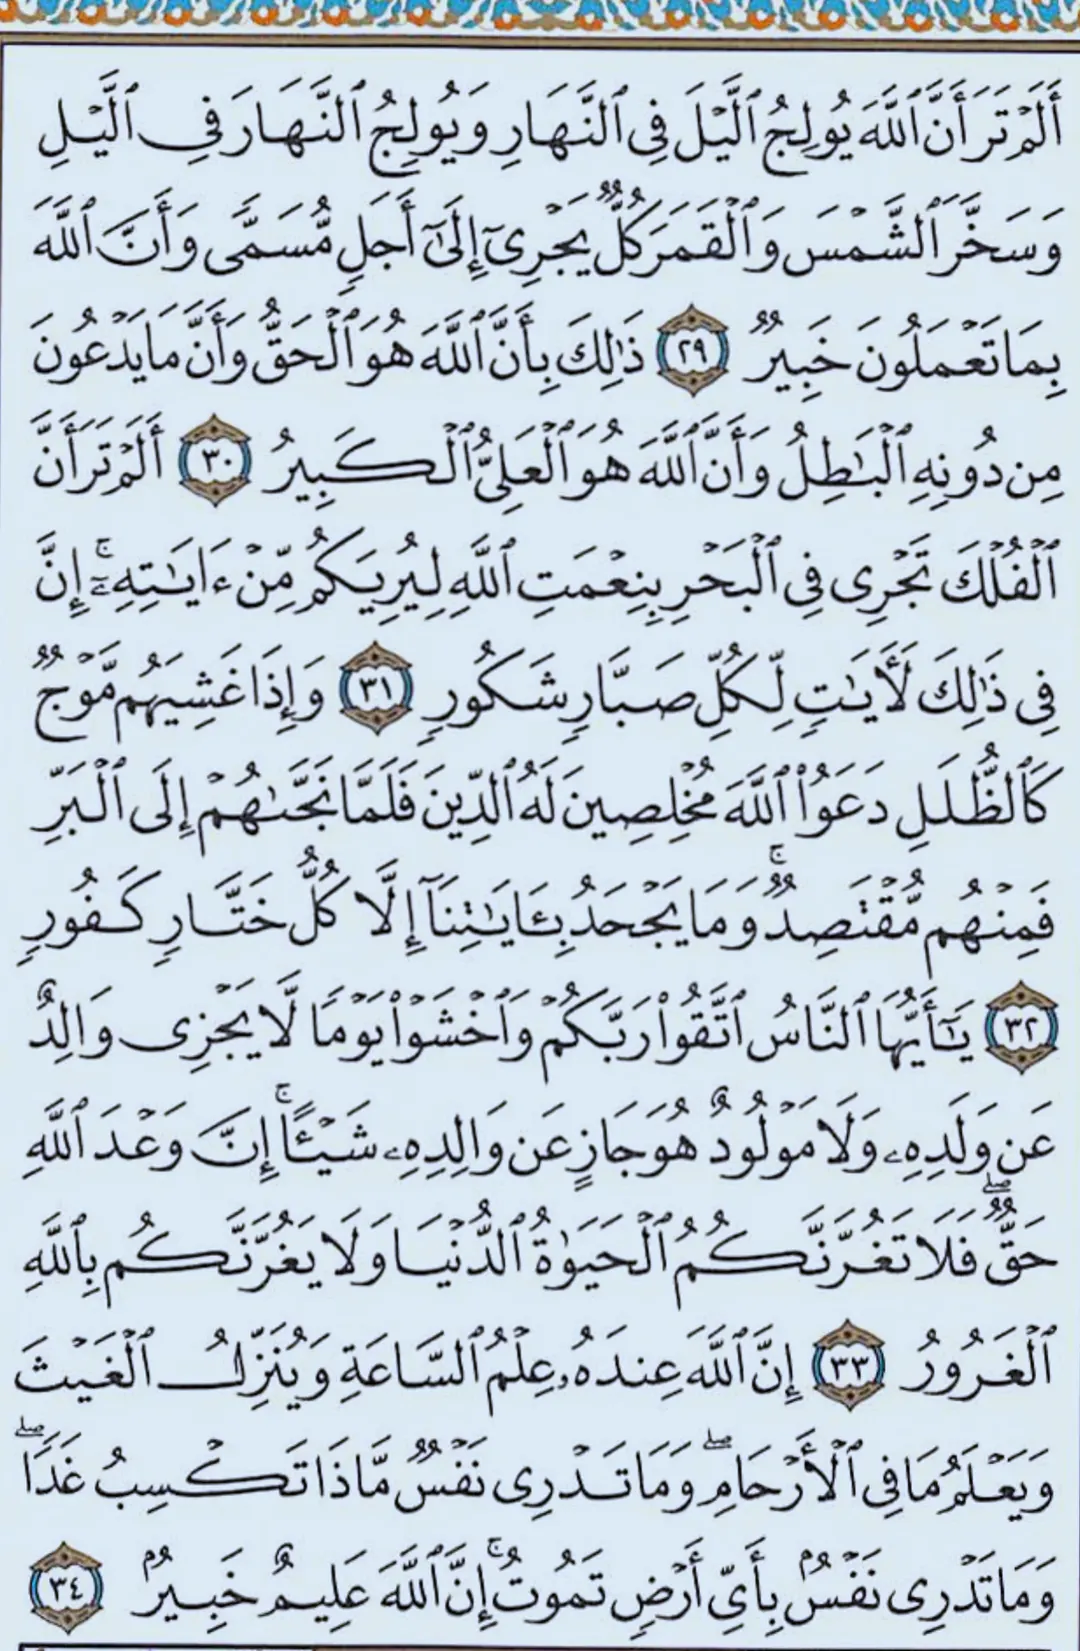 أَلَمْ تَرَ أَنَّ ٱللَّهَ يُولِجُ ٱلَّيْلَ فِى ٱلنَّهَارِ وَيُولِجُ ٱلنَّهَارَ فِى ٱلَّيْلِ
وَسَخَّرَ ٱلشَّمْسَ وَٱلْقَمَرَ كُلٌّ يَجْرِىٓ إِلَىٰٓ أَجَلٍ مُّسَمًّى وَأَنَّ ٱللَّهَ
بِمَا تَعْمَلُونَ خَبِيرٌ ٢٩ ذَٰلِكَ بِأَنَّ ٱللَّهَ هُوَ ٱلْحَقُّ وَأَنَّ مَا يَدْعُونَ
مِن دُونِهِ ٱلْبَـٰطِلُ وَأَنَّ ٱللَّهَ هُوَ ٱلْعَلِىُّ ٱلْكَبِيرُ ٣٠ أَلَمْ تَرَ أَنَّ
ٱلْفُلْكَ تَجْرِى فِى ٱلْبَحْرِ بِنِعْمَتِ ٱللَّهِ لِيُرِيَكُم مِّنْ ءَايَـٰتِهِۦٓ ۚ إِنَّ
فِى ذَٰلِكَ لَـَٔايَـٰتٍ لِّكُلِّ صَبَّارٍ شَكُورٍ ٣١ وَإِذَا غَشِيَهُم مَّوْجٌ
كَٱلظُّلَلِ دَعَوُا۟ ٱللَّهَ مُخْلِصِينَ لَهُ ٱلدِّينَ فَلَمَّا نَجَّىٰهُمْ إِلَى ٱلْبَرِّ
فَمِنْهُم مُّقْتَصِدٌ ۚ وَمَا يَجْحَدُ بِـَٔايَـٰتِنَآ إِلَّا كُلُّ خَتَّارٍ كَفُورٍ
٣٢ يَـٰٓأَيُّهَا ٱلنَّاسُ ٱتَّقُوا۟ رَبَّكُمْ وَٱخْشَوْا۟ يَوْمًا لَّا يَجْزِى وَالِدٌ
عَن وَلَدِهِۦ وَلَا مَوْلُودٌ هُوَ جَازٍ عَن وَالِدِهِۦ شَيْـًٔا ۚ إِنَّ وَعْدَ ٱللَّهِ
حَقٌّ ۖ فَلَا تَغُرَّنَّكُمُ ٱلْحَيَوٰةُ ٱلدُّنْيَا وَلَا يَغُرَّنَّكُم بِٱللَّهِ
ٱلْغَرُورُ ٣٣ إِنَّ ٱللَّهَ عِندَهُۥ عِلْمُ ٱلسَّاعَةِ وَيُنَزِّلُ ٱلْغَيْثَ
وَيَعْلَمُ مَا فِى ٱلْأَرْحَامِ ۖ وَمَا تَدْرِى نَفْسٌ مَّاذَا تَكْسِبُ غَدًا ۖ
وَمَا تَدْرِى نَفْسٌۢ بِأَىِّ أَرْضٍ تَمُوتُ ۚ إِنَّ ٱللَّهَ عَلِيمٌ خَبِيرٌۢ ٣٤